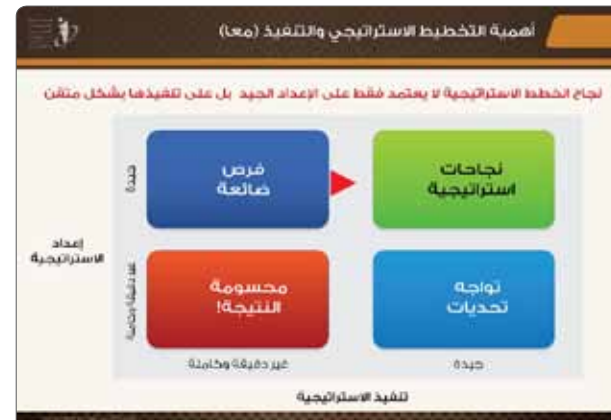 أهمية التخطيط الاستراتيجي والتنفيذ (معا)
نجاح الخطط الاستراتيجية لا يعتمد فقط على الإعداد الجيد بل على تنفيذها بشكل متقن
نجاحات
استراتيجية
فرص
ضائعة
جيدة
إعداد
الاستراتيجية
تواجه
تحديات
محسومة
النتيجة!
غير دقيقة وكاملة
جيدة
غير دقيقة وكاملة
تنفيذ الاستراتيجية